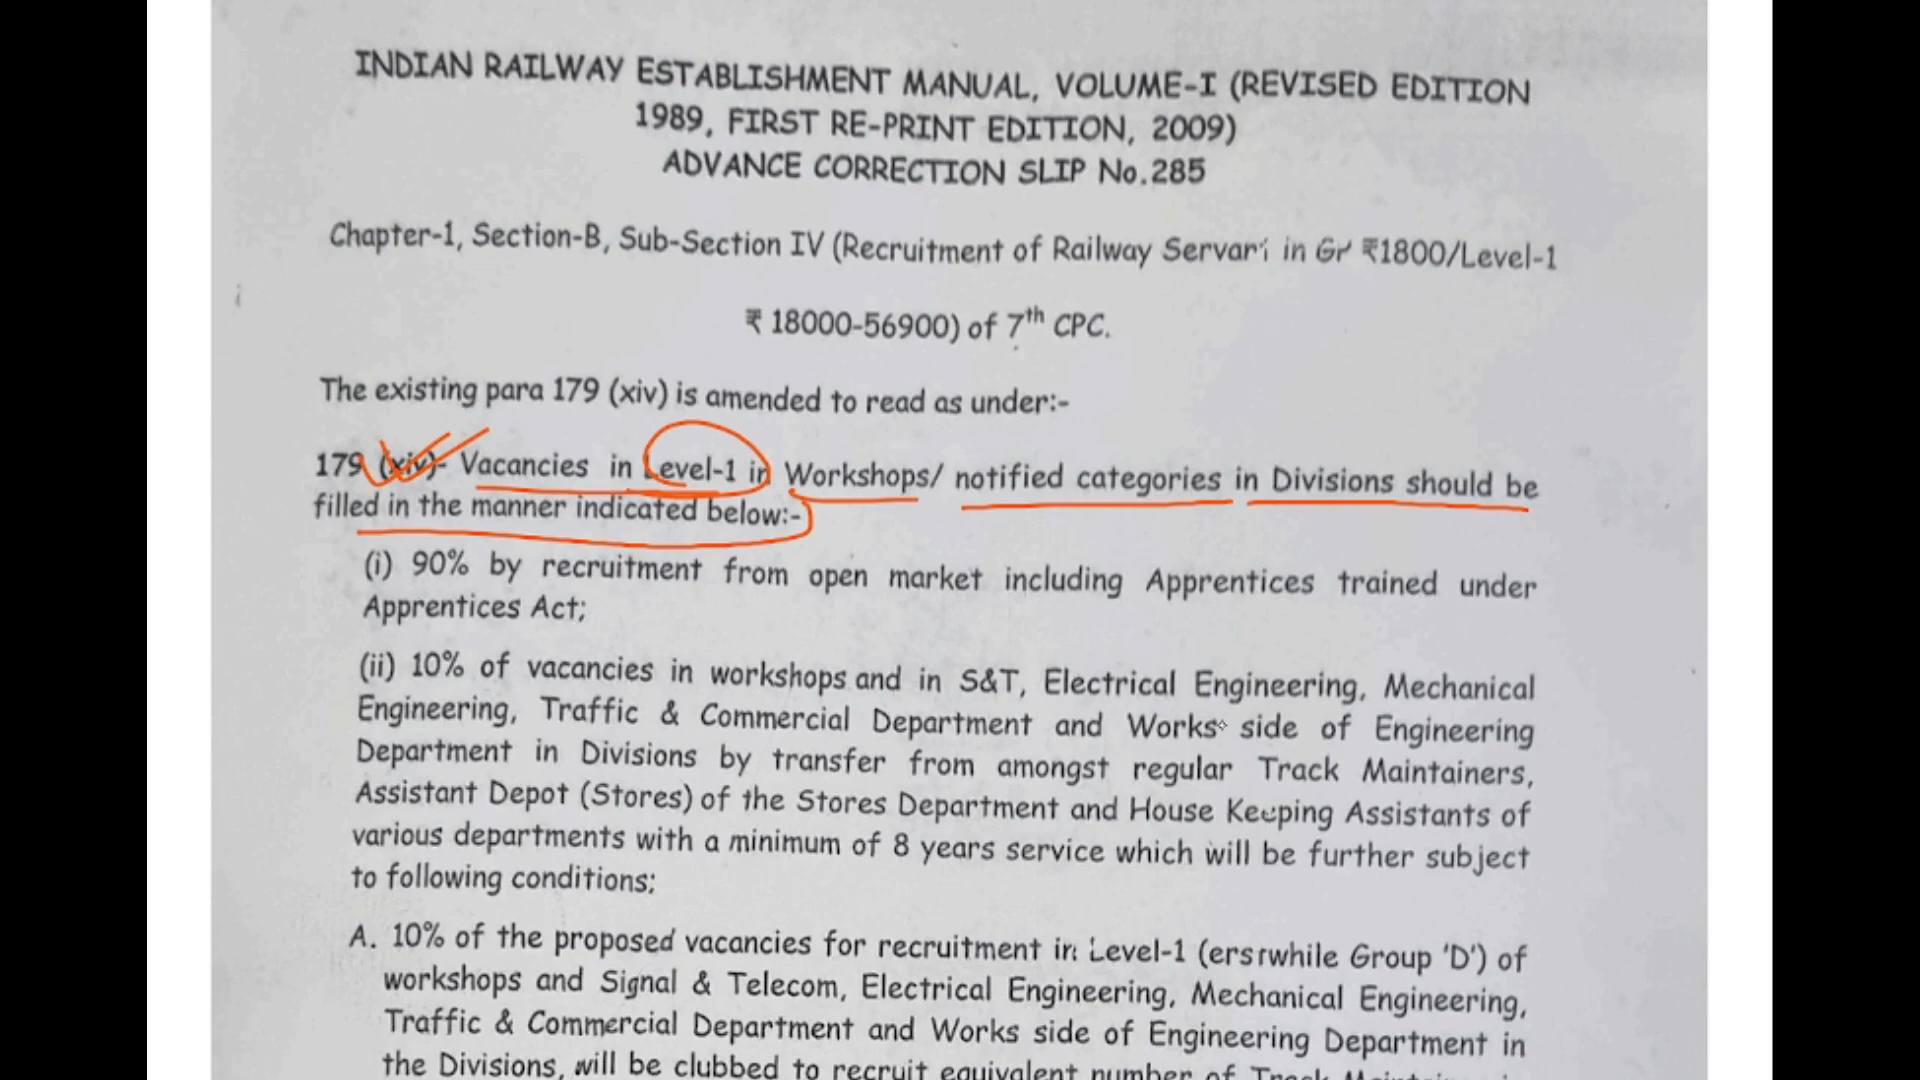 INDIAN RAILWAY ESTABLISHMENT MANUAL, VOLUME-I (REVISED EDITION
1989, FIRST RE-PRINT EDITION, 2009)
ADVANCE CORRECTION SLIP No.285
Chapter-1, Section-B, Sub-Section IV (Recruitment of Railway in ₹1800/Level-1
₹ 18000-56900) of 7th CPC.
The existing para 179 (xiv) is amended to read as under:-
179 (xiv)- Vacancies in Level-1 in Workshops/ notified categories in Divisions should be
filled in the manner indicated below:-
(i) 90% by recruitment from open market including Apprentices trained under
Apprentices Act;
(ii) 10% of vacancies in workshops and in S&T, Electrical Engineering, Mechanical
Engineering, Traffic & Commercial Department and Works side of Engineering
Department in Divisions by transfer from amongst regular Track Maintainers,
Assistant Depot (Stores) of the Stores Department and House Keeping Assistants of
various departments with a minimum of 8 years service which will be further subject
to following conditions;
A. 10% of the proposed vacancies for recruitment in Level-1 (erstwhile Group 'D') of
workshops and Signal & Telecom, Electrical Engineering, Mechanical Engineering,
Traffic & Commercial Department and Works side of Engineering Department in
the Divisions, will be clubbed to recruit equivalent number of Track